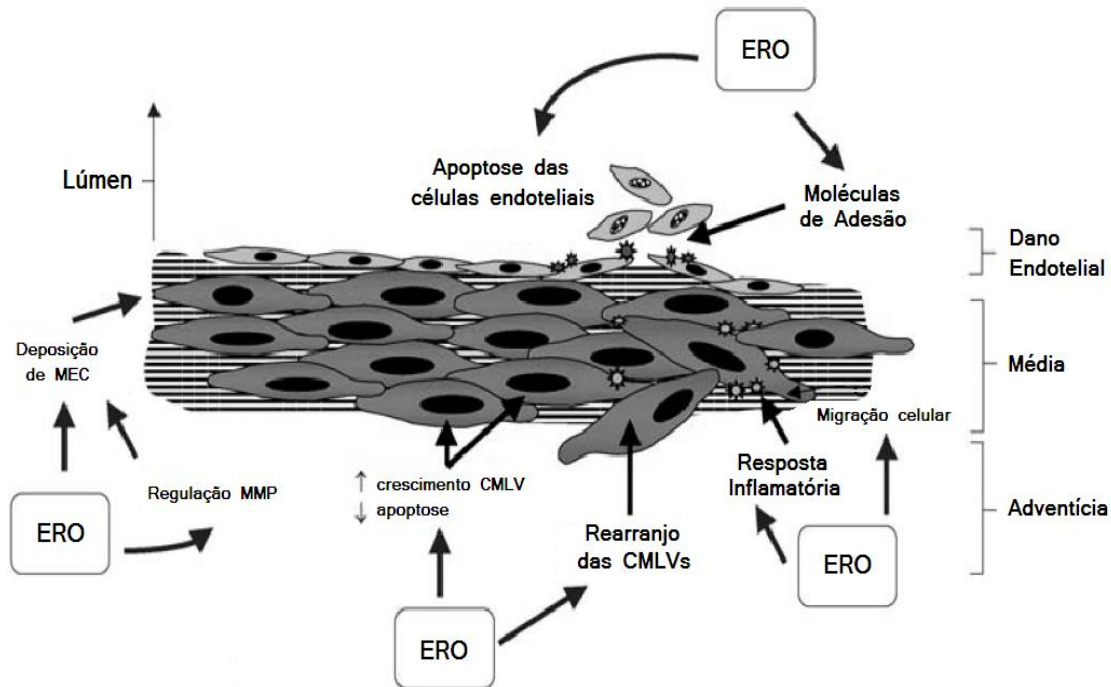 ERO
Lúmen
Apoptose das
células endoteliais
Moléculas
de Adesão
Dano
Endotelial
Deposição
de MEC
Média
Migração celular
Regulação MMP
↑ crescimento CMLV
↓ apoptose
Resposta
Inflamatória
Adventícia
ERO
Rearranjo
das CMLVs
ERO
ERO